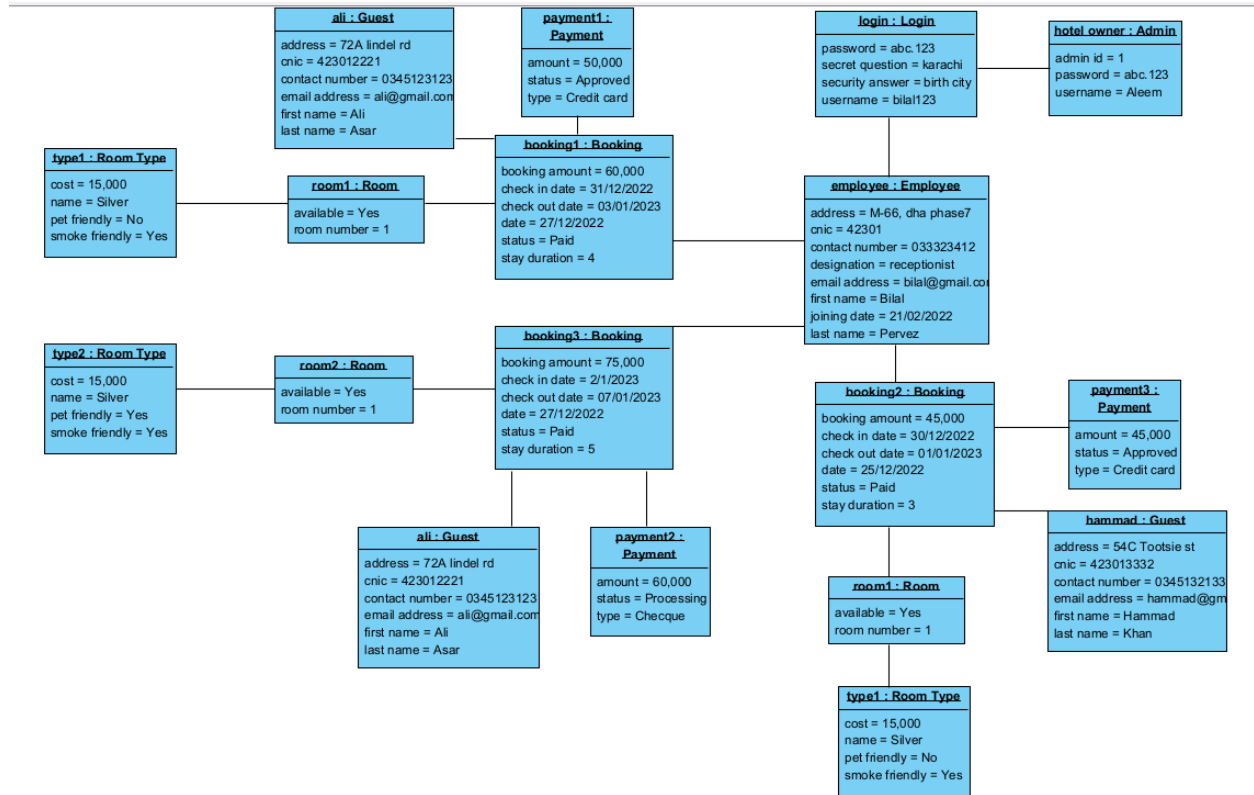 ali : Guest
address = 72A lindel rd
cnic = 423012221
contact number = 0345123123
email address = ali@gmail.com
first name = Ali
last name = Asar
payment1 :
Payment
amount = 50,000
status = Approved
type = Credit card
login : Login
password = abc.123
secret question = karachi
security answer = birth city
username = bilal123
hotel owner : Admin
admin id = 1
password = abc.123
username = Aleem
type1 : Room Type
cost = 15,000
name = Silver
pet friendly = No
smoke friendly = Yes
room1 : Room
available = Yes
room number = 1
booking1 : Booking
booking amount = 60,000
check in date = 31/12/2022
check out date = 03/01/2023
date = 27/12/2022
status = Paid
stay duration = 4
employee : Employee
address = M-66, dha phase7
cnic = 42301
contact number = 033323412
designation = receptionist
email address = bilal@gmail.com
first name = Bilal
joining date = 21/02/2022
last name = Pervez
type2 : Room Type
cost = 15,000
name = Silver
pet friendly = Yes
smoke friendly = Yes
room2 : Room
available = Yes
room number = 1
booking3 : Booking
booking amount = 75,000
check in date = 2/1/2023
check out date = 07/01/2023
date = 27/12/2022
status = Paid
stay duration = 5
booking2 : Booking
booking amount = 45,000
check in date = 30/12/2022
check out date = 01/01/2023
date = 25/12/2022
status = Paid
stay duration = 3
payment3 :
Payment
amount = 45,000
status = Approved
type = Credit card
ali : Guest
address = 72A lindel rd
cnic = 423012221
contact number = 0345123123
email address = ali@gmail.com
first name = Ali
last name = Asar
payment2 :
Payment
amount = 60,000
status = Processing
type = Checque
hammad : Guest
address = 54C Tootsie st
cnic = 423013332
contact number = 0345132133
email address = hammad@gm
first name = Hammad
last name = Khan
room1 : Room
available = Yes
room number = 1
type1 : Room Type
cost = 15,000
name = Silver
pet friendly = No
smoke friendly = Yes